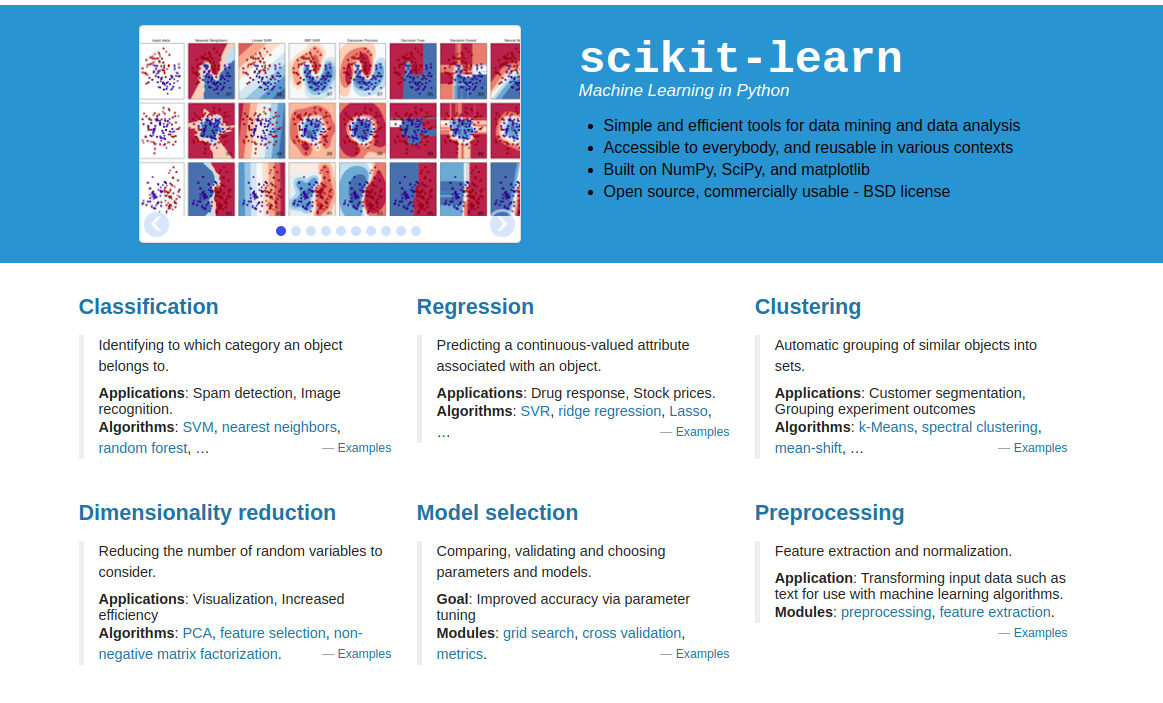 Input data Nearest Neighbors Linear SVM RBF SVM Gaussian Process Decision Tree Random Forest
scikit-learn
Machine Learning in Python
Simple and efficient tools for data mining and data analysis
Accessible to everybody, and reusable in various contexts
Built on NumPy, SciPy, and matplotlib
Open source, commercially usable - BSD license
Classification
Identifying to which category an object
belongs to.
Applications: Spam detection, Image
recognition.
Algorithms: SVM, nearest neighbors,
random forest, … — Examples
Regression
Predicting a continuous-valued attribute
associated with an object.
Applications: Drug response, Stock prices.
Algorithms: SVR, ridge regression, Lasso,
… — Examples
Clustering
Automatic grouping of similar objects into
sets.
Applications: Customer segmentation,
Grouping experiment outcomes
Algorithms: k-Means, spectral clustering,
mean-shift, … — Examples
Dimensionality reduction
Reducing the number of random variables to
consider.
Applications: Visualization, Increased
efficiency
Algorithms: PCA, feature selection, non-
negative matrix factorization. — Examples
Model selection
Comparing, validating and choosing
parameters and models.
Goal: Improved accuracy via parameter
tuning
Modules: grid search, cross validation,
metrics. — Examples
Preprocessing
Feature extraction and normalization.
Application: Transforming input data such as
text for use with machine learning algorithms.
Modules: preprocessing, feature extraction.
— Examples